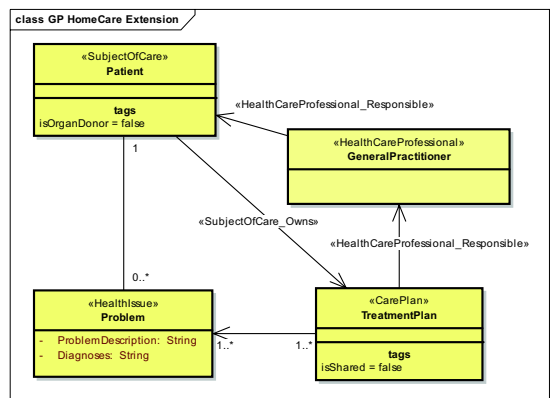 class GP HomeCare Extension
«SubjectOfCare»
Patient
tags
isOrganDonor = false
«HealthCareProfessional_Responsible»
«HealthCareProfessional»
GeneralPractitioner
1
«SubjectOfCare_Owns»
«HealthCareProfessional_Responsible»
0..*
«HealthIssue»
Problem
- ProblemDescription: String
- Diagnoses: String
1..*
1..*
«CarePlan»
TreatmentPlan
tags
isShared = false